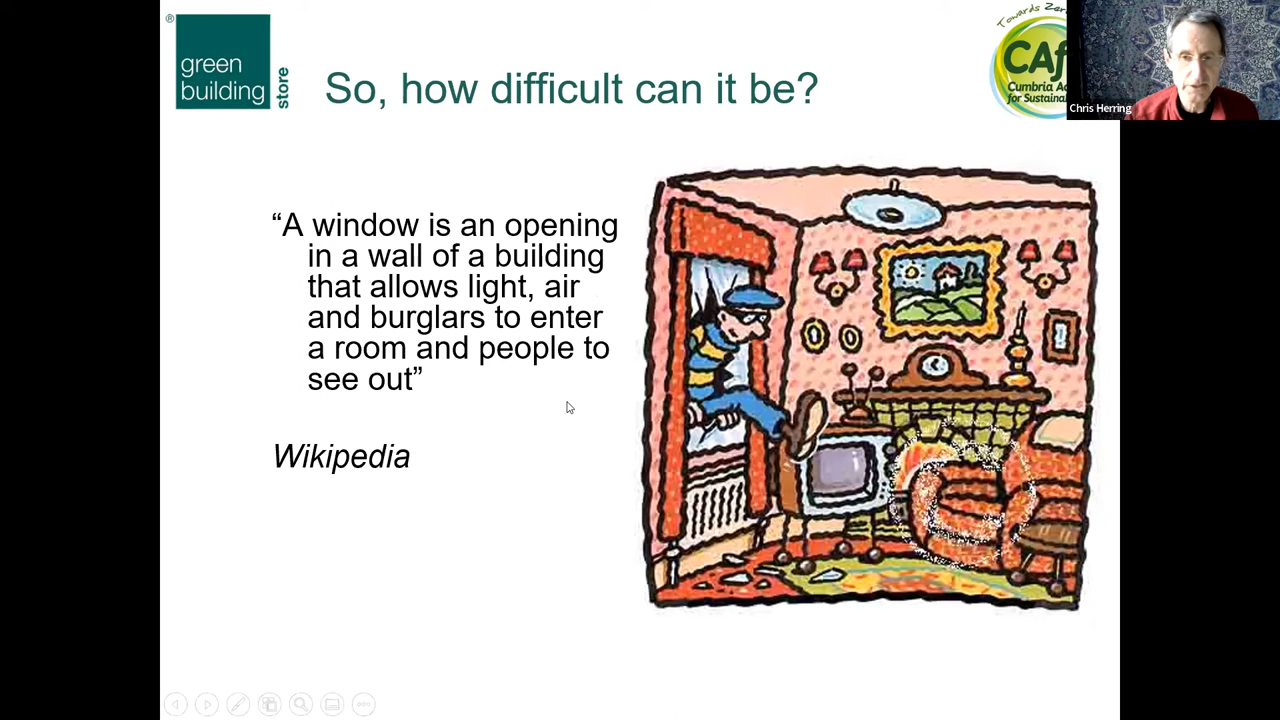 ®
green
building
store
So, how difficult can it be?
Towards Zer
CAf
Cumbria Ac
for Sustaina
Chris Herring
“A window is an opening
in a wall of a building
that allows light, air
and burglars to enter
a room and people to
see out”
Wikipedia